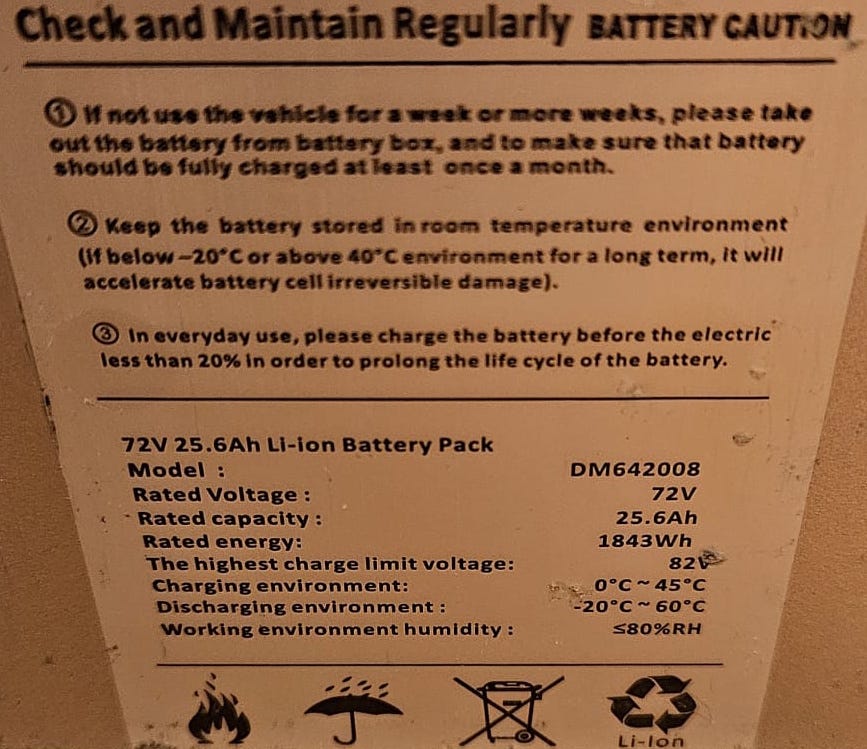 Check and Maintain Regularly BATTERY CAUTION
① If not use the vehicle for a week or more weeks, please take
out the battery from battery box, and to make sure that battery
should be fully charged at least once a month.
② Keep the battery stored in room temperature environment
(if below -20°C or above 40°C environment for a long term, it will
accelerate battery cell irreversible damage).
③ In everyday use, please charge the battery before the electric
less than 20% in order to prolong the life cycle of the battery.
72V 25.6Ah Li-ion Battery Pack
Model : DM642008
Rated Voltage : 72V
Rated capacity : 25.6Ah
Rated energy: 1843Wh
The highest charge limit voltage: 82V
Charging environment: 0°C ~ 45°C
Discharging environment : -20°C ~ 60°C
Working environment humidity : ≤80%RH
Li-Ion